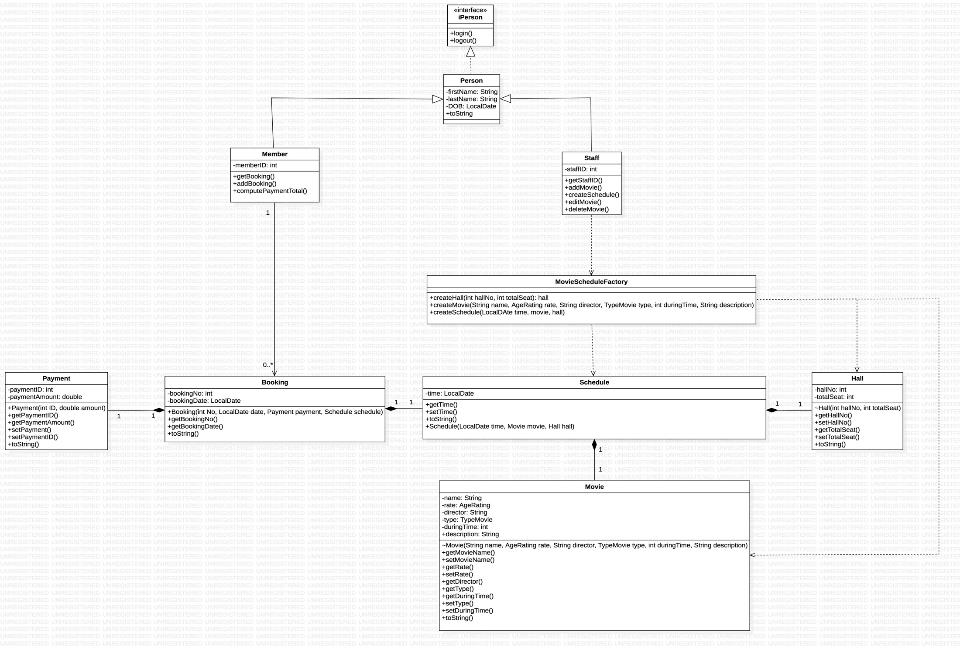 «interface»
iPerson
+login()
+logout()
Person
-firstName: String
-lastName: String
-DOB: LocalDate
+toString
Member
-memberID: int
+getBooking()
+addBooking()
+computePaymentTotal()
Staff
-staffID: int
+getStaffID()
+addMovie()
+createSchedule()
+editMovie()
+deleteMovie()
1
0..*
MovieScheduleFactory
+createHall(int hallNo, int totalSeat): hall
+createMovie(String name, AgeRating rate, String director, TypeMovie type, int duringTime, String description)
+createSchedule(LocalDAte time, movie, hall)
Payment
-paymentID: int
-paymentAmount: double
+Payment(int ID, double amount)
+getPaymentID()
+getPaymentAmount()
+setPayment()
+setPaymentID()
+toString()
1
1
Booking
-bookingNo: int
-bookingDate: LocalDate
+Booking(int No, LocalDate date, Payment payment, Schedule schedule)
+getBookingNo()
+getBookingDate()
+toString()
1
1
Schedule
-time: LocalDate
+getTime()
+setTime()
+toString()
+Schedule(LocalDate time, Movie movie, Hall hall)
1
1
Hall
-hallNo: int
-totalSeat: int
~Hall(int hallNo, int totalSeat)
+getHallNo()
+setHallNo()
+getTotalSeat()
+setTotalSeat()
+toString()
1
1
Movie
-name: String
-rate: AgeRating
-director: String
-type: TypeMovie
-duringTime: int
+description: String
~Movie(String name, AgeRating rate, String director, TypeMovie type, int duringTime, String description)
+getMovieName()
+setMovieName()
+getRate()
+setRate()
+getDirector()
+getType()
+getDuringTime()
+setType()
+setDuringTime()
+toString()